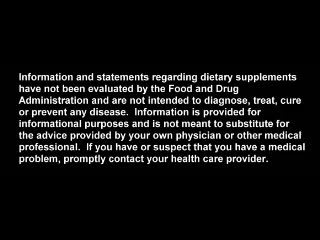 Information and statements regarding dietary supplements
have not been evaluated by the Food and Drug
Administration and are not intended to diagnose, treat, cure
or prevent any disease.  Information is provided for
informational purposes and is not meant to substitute for
the advice provided by your own physician or other medical
professional.  If you have or suspect that you have a medical
problem, promptly contact your health care provider.